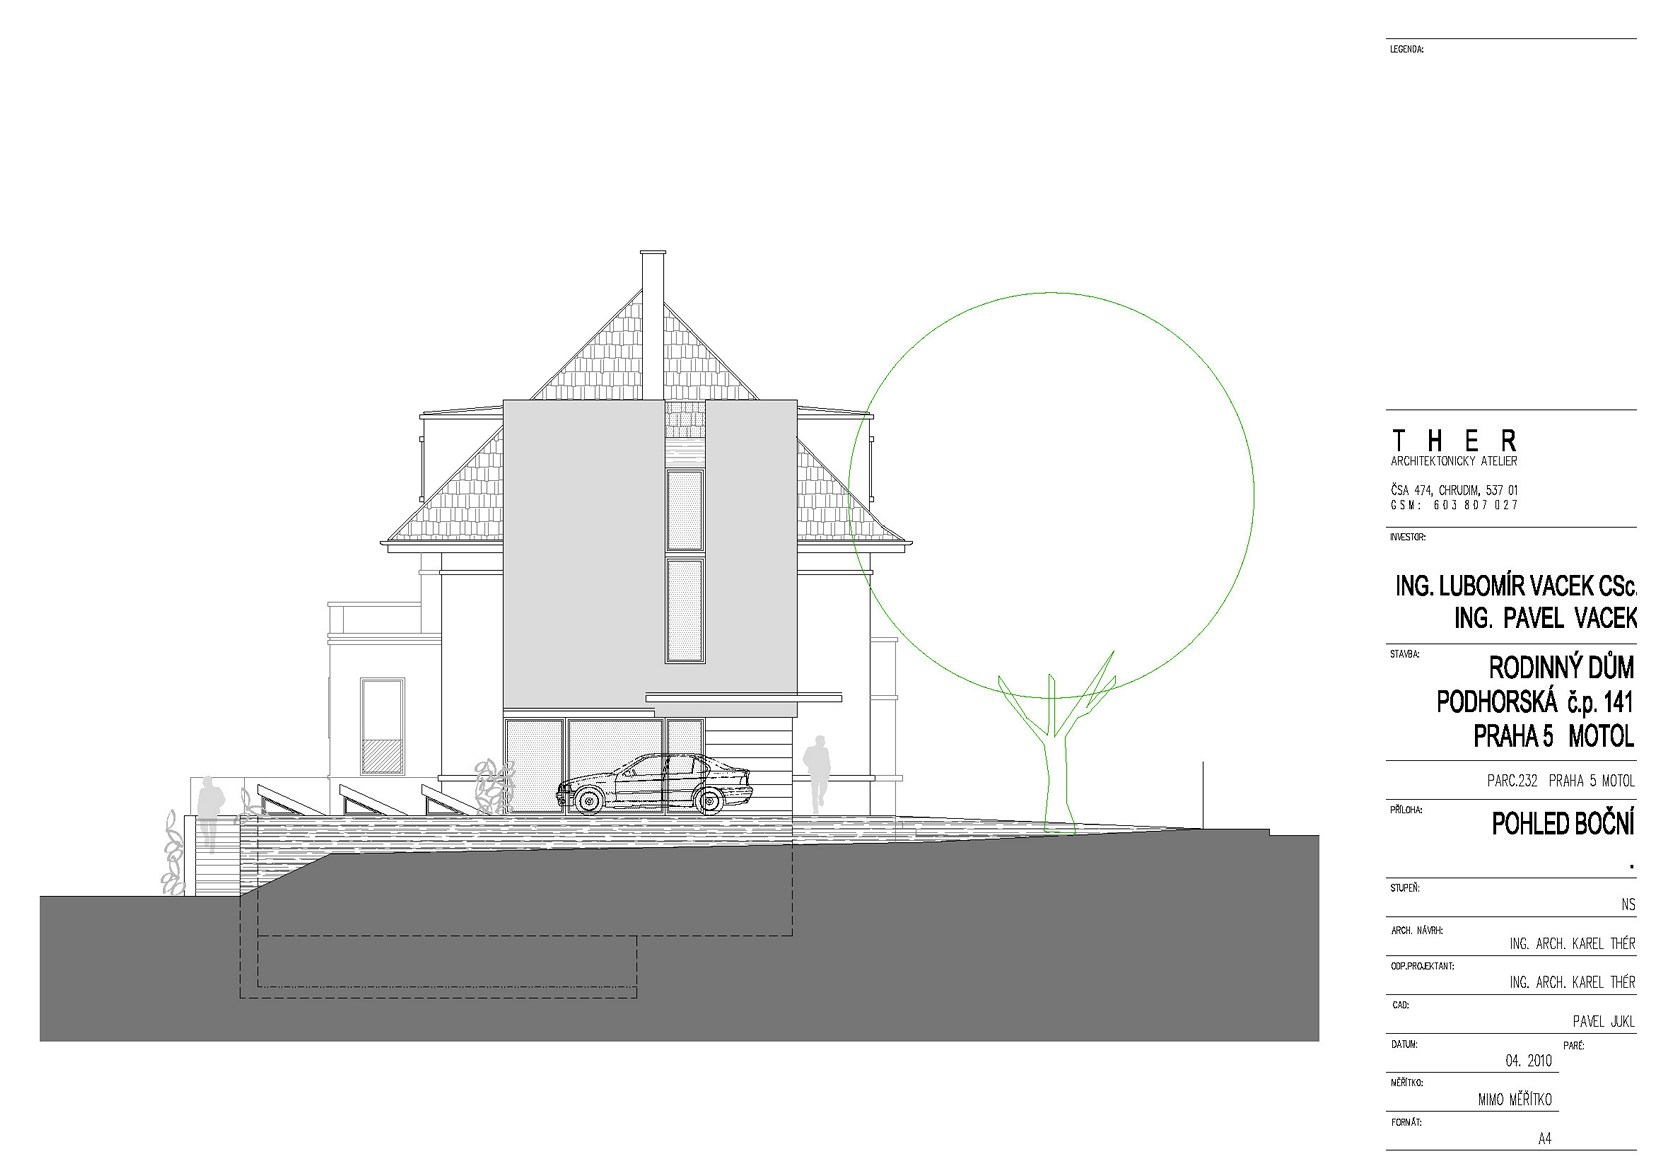 LEGENDA:
T H E R
ARCHITEKTONICKY ATELIER
ČSA 474, CHRUDIM, 537 01
GSM: 603 807 027
INVESTOR:
ING. LUBOMÍR VACEK CSc.
ING. PAVEL VACEK
STAVBA:
RODINNÝ DŮM
PODHORSKÁ č.p. 141
PRAHA 5 MOTOL
PARC.232 PRAHA 5 MOTOL
PŘÍLOHA:
POHLED BOČNÍ
.
STUPEŇ:
NS
ARCH. NÁVRH:
ING. ARCH. KAREL THÉR
ODP.PROJEKTANT:
ING. ARCH. KAREL THÉR
CAD:
PAVEL JUKL
DATUM:
PARÉ:
04. 2010
MĚŘÍTKO:
MIMO MĚŘÍTKO
FORMÁT:
A4